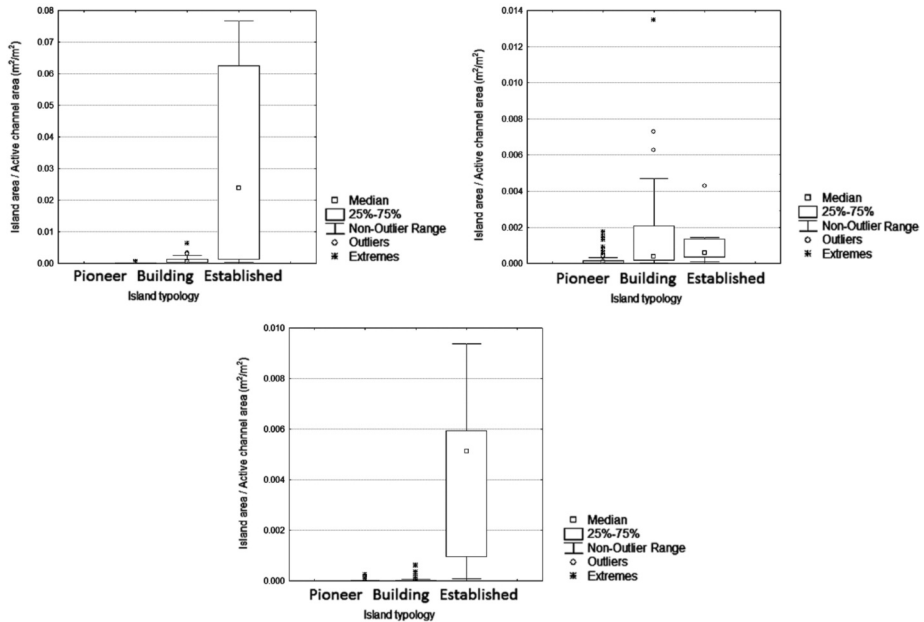 Island area / Active channel area (m²/m²)
0.08
0.07
0.06
0.05
0.04
0.03
0.02
0.01
0.00
Pioneer Building Established
Island typology
Median
25%-75%
Non-Outlier Range
Outliers
Extremes
Island area / Active channel area (m²/m²)
0.014
0.012
0.010
0.008
0.006
0.004
0.002
0.000
Pioneer Building Established
Island typology
Median
25%-75%
Non-Outlier Range
Outliers
Extremes
Island area / Active channel area (m²/m²)
0.010
0.008
0.006
0.004
0.002
0.000
Pioneer Building Established
Island typology
Median
25%-75%
Non-Outlier Range
Outliers
Extremes